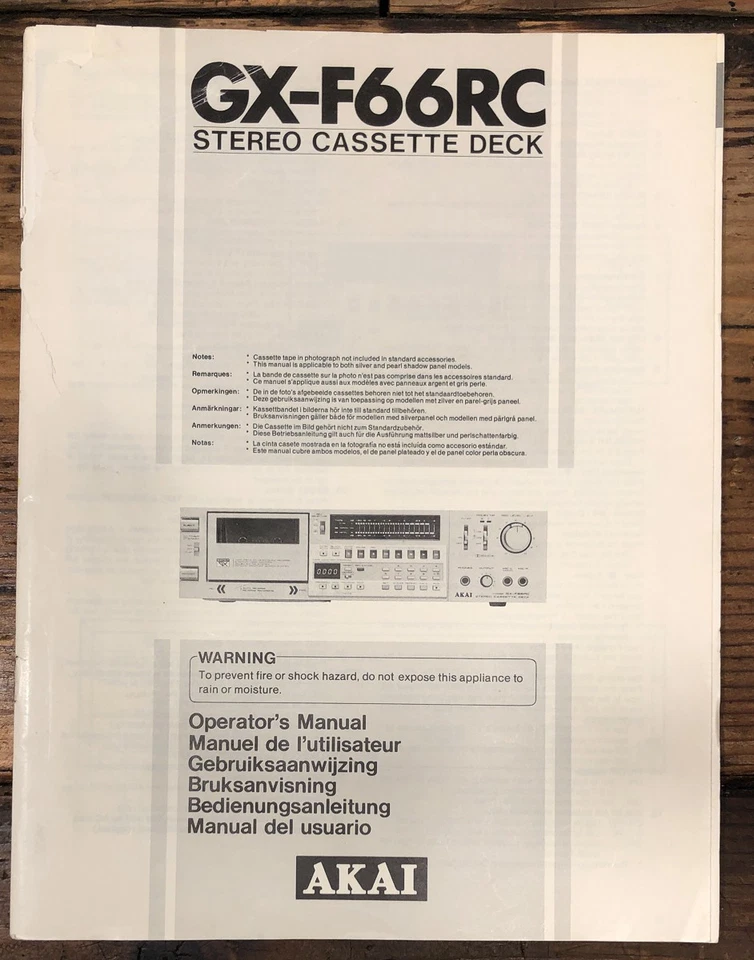 GX-F66RC
STEREO CASSETTE DECK
Notes: * Cassette tape in photograph not included in standard accessories.
* This manual is applicable to both silver and pearl shadow panel models.
Remarques: * La bande de cassette sur la photo n'est pas comprise dans les accessoires standard.
* Ce manuel s'applique aussi aux modèles avec panneaux argent et gris perle.
Opmerkingen: * De in de foto's afgebeelde cassettes behoren niet tot het standaardtoebehoren.
* Deze gebruiksaanwijzing is van toepassing op modellen met zilver en parel-grijs paneel.
Anmärkningar: * Kassettbandet i bilderna hör inte till standard tillbehören.
* Bruksanvisningen gäller både för modellen med silverpanel och modellen med pärlgrå panel.
Anmerkungen: * Die Cassette im Bild gehört nicht zum Standardzubehör.
* Diese Betriebsanleitung gilt auch für die Ausführung mattsilber und perlschattenfarbig.
Notas: * La cinta casete mostrada en la fotografía no está incluida como accesorio estándar.
* Este manual cubre ambos modelos, el de panel plateado y el de panel color perla obscura.
0000
AKAI
GX-F66RC
STEREO CASSETTE DECK
WARNING
To prevent fire or shock hazard, do not expose this appliance to
rain or moisture.
Operator's Manual
Manuel de l'utilisateur
Gebruiksaanwijzing
Bruksanvisning
Bedienungsanleitung
Manual del usuario
AKAI